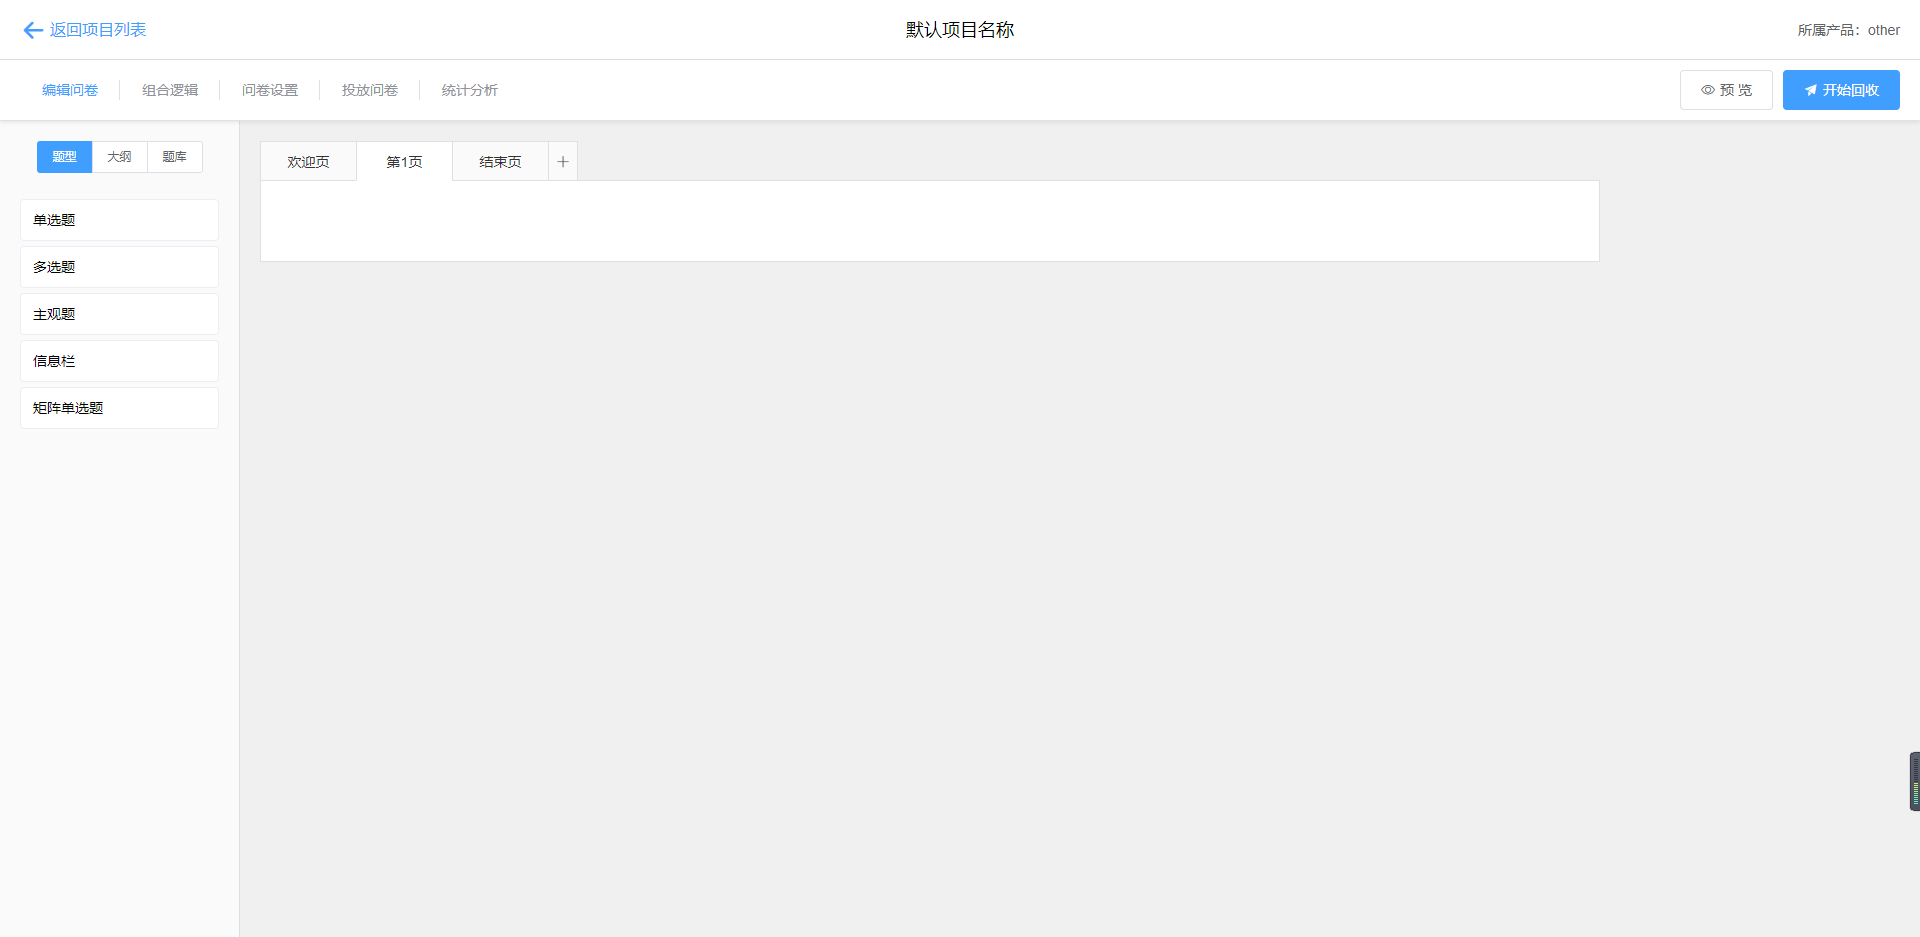 返回项目列表
默认项目名称
所属产品：other
编辑问卷
组合逻辑
问卷设置
投放问卷
统计分析
预 览
开始回收
题型
大纲
题库
欢迎页
第1页
结束页
单选题
多选题
主观题
信息栏
矩阵单选题